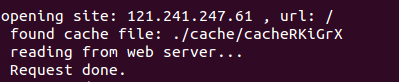 opening site: 121.241.247.61 , url: /
found cache file: ./cache/cacheRKiGrX
reading from web server...
Request done.